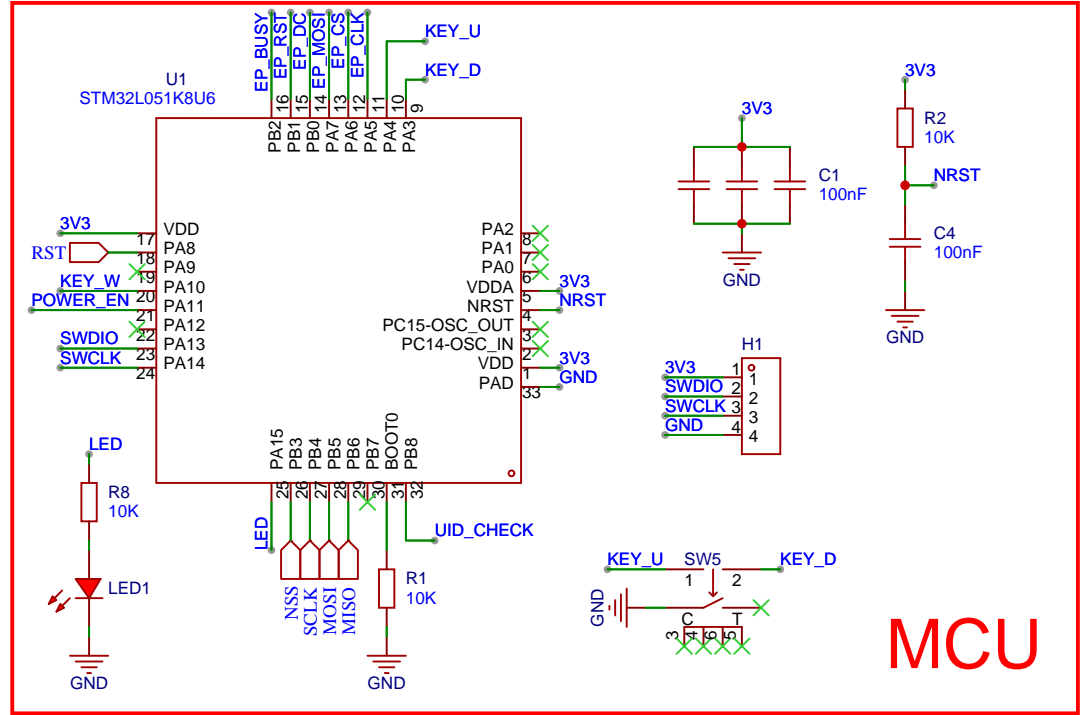 EP_BUSY
EP_RST
EP_DC
EP_MOSI
EP_CS
EP_CLK
KEY_U
KEY_D
U1
STM32L051K8U6
16 15 14 13 12 11 10 9
PB2 PB1 PB0 PA7 PA6 PA5 PA4 PA3
3V3
17 VDD
RST
18 PA8
19 PA9
KEY_W
20 PA10
POWER_EN
21 PA11
22 PA12
SWDIO
23 PA13
SWCLK
24 PA14
PA2 8
PA1 7
PA0 6
VDDA 5 3V3
NRST 4 NRST
PC15-OSC_OUT 3
PC14-OSC_IN 2
VDD 1 3V3
PAD 33 GND
PA15 PB3 PB4 PB5 PB6 PB7 BOOT0 PB8
25 26 27 28 29 30 31 32
LED
NSS
SCLK
MOSI
MISO
UID_CHECK
R1
10K
GND
LED
R8
10K
LED1
GND
3V3
C1
100nF
GND
3V3
R2
10K
NRST
C4
100nF
GND
H1
3V3 1 1
SWDIO 2 2
SWCLK 3 3
GND 4 4
KEY_U SW5 KEY_D
1 2
GND
C T
3 4 6 5
MCU